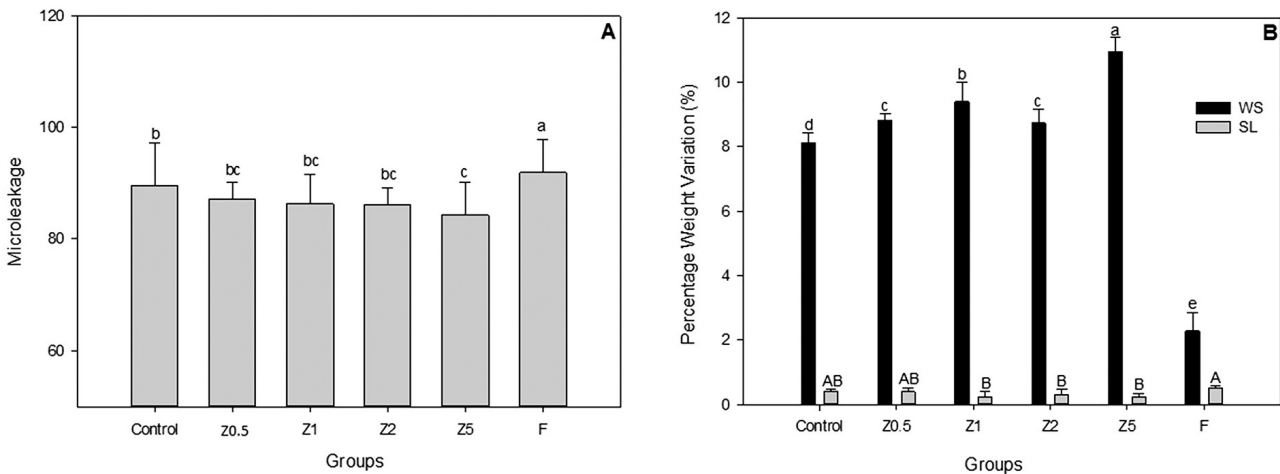 A
Microleakage
120
100
80
60
b
bc
bc
bc
c
a
Control Z0.5 Z1 Z2 Z5 F
Groups
B
Percentage Weight Variation (%)
12
10
8
6
4
2
0
d
c
b
c
a
e
AB
AB
B
B
B
A
WS
SL
Control Z0.5 Z1 Z2 Z5 F
Groups